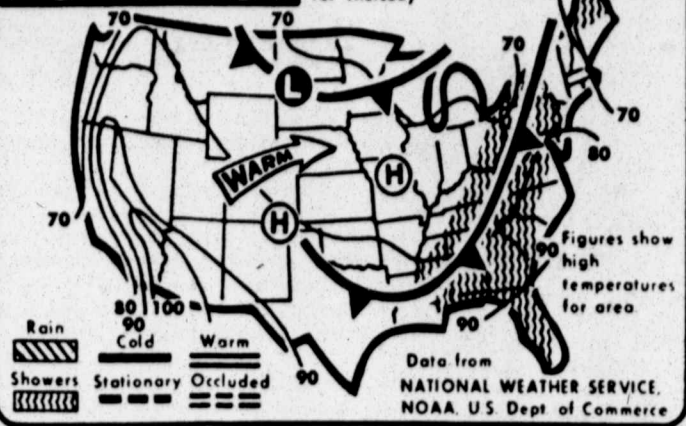 70
70
70
L
70
WARM
H
80
H
70
90
Figures show
high
temperatures
for area
80
100
90
90
90
Rain
Cold
Warm
Showers
Stationary
Occluded
Data from
NATIONAL WEATHER SERVICE,
NOAA, U.S. Dept. of Commerce